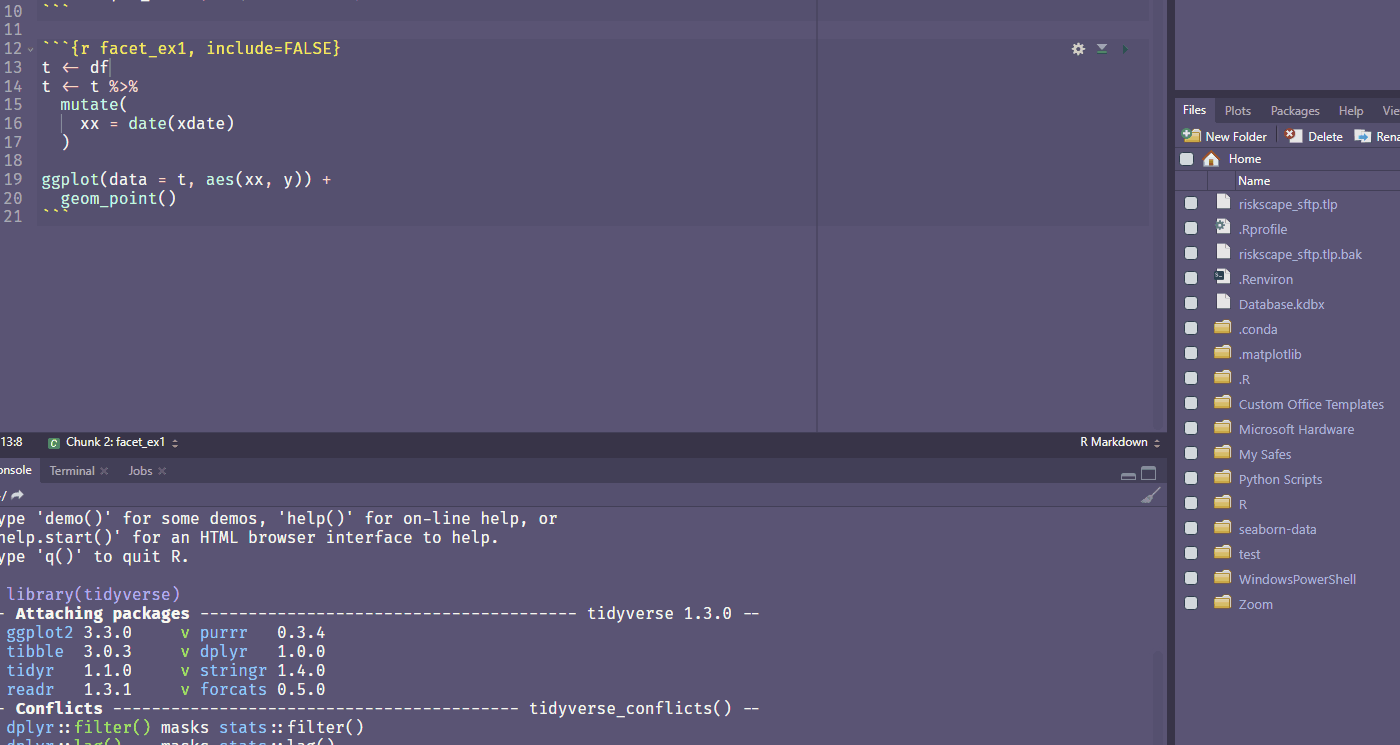 10 ```
11
12 ```{r facet_ex1, include=FALSE}
13 t <- df
14 t <- t %>%
15 mutate(
16 xx = date(xdate)
17 )
18
19 ggplot(data = t, aes(xx, y)) +
20 geom_point()
21 ```
13:8 C Chunk 2: facet_ex1
R Markdown
onsole Terminal Jobs
/
ype 'demo()' for some demos, 'help()' for on-line help, or
help.start()' for an HTML browser interface to help.
ype 'q()' to quit R.
library(tidyverse)
- Attaching packages --------------------------------------- tidyverse 1.3.0 --
ggplot2 3.3.0 v purrr 0.3.4
tibble 3.0.3 v dplyr 1.0.0
tidyr 1.1.0 v stringr 1.4.0
readr 1.3.1 v forcats 0.5.0
- Conflicts ------------------------------------------ tidyverse_conflicts() --
dplyr::filter() masks stats::filter()
dplyr::lag() masks stats::lag()
Files Plots Packages Help Vie
New Folder Delete Rena
Home
Name
riskscape_sftp.tlp
.Rprofile
riskscape_sftp.tlp.bak
.Renviron
Database.kdbx
.conda
.matplotlib
.R
Custom Office Templates
Microsoft Hardware
My Safes
Python Scripts
R
seaborn-data
test
WindowsPowerShell
Zoom